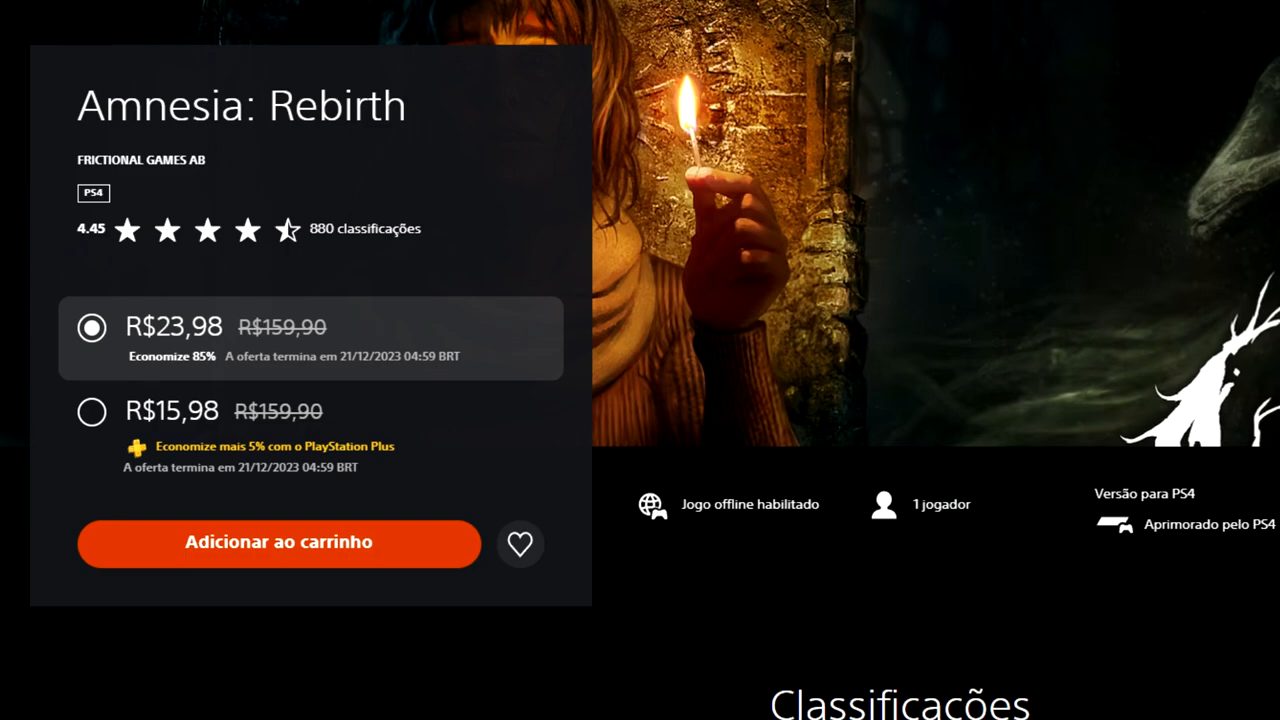 Amnesia: Rebirth
FRICTIONAL GAMES AB
PS4
4.45 880 classificações
R$23,98 R$159,90
Economize 85% A oferta termina em 21/12/2023 04:59 BRT
R$15,98 R$159,90
Economize mais 5% com o PlayStation Plus
A oferta termina em 21/12/2023 04:59 BRT
Adicionar ao carrinho
Jogo offline habilitado
1 jogador
Versão para PS4
Aprimorado pelo PS4
Classificações